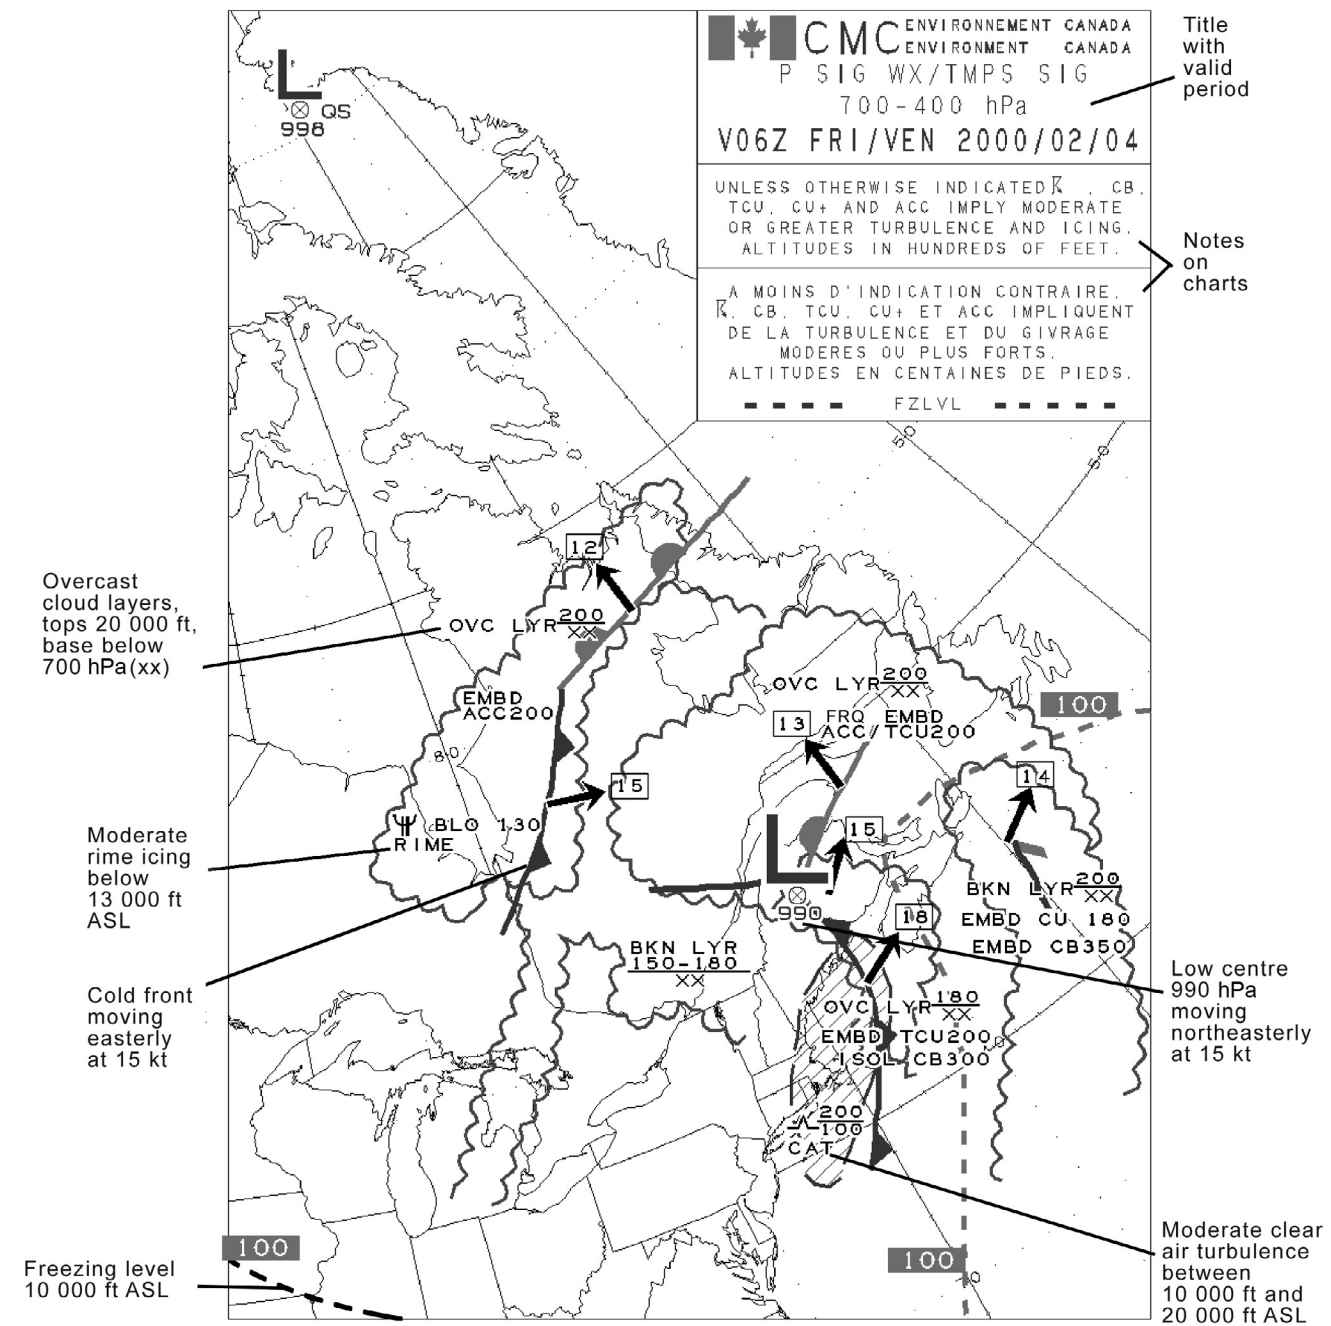 CMC ENVIRONNEMENT CANADA
ENVIRONMENT CANADA
P SIG WX/TMPS SIG
700-400 hPa
V06Z FRI/VEN 2000/02/04
UNLESS OTHERWISE INDICATED , CB,
TCU, CU+ AND ACC IMPLY MODERATE
OR GREATER TURBULENCE AND ICING.
ALTITUDES IN HUNDREDS OF FEET.
A MOINS D'INDICATION CONTRAIRE,
, CB, TCU, CU+ ET ACC IMPLIQUENT
DE LA TURBULENCE ET DU GIVRAGE
MODERES OU PLUS FORTS.
ALTITUDES EN CENTAINES DE PIEDS.
FZLVL
Title
with
valid
period
Notes
on
charts
L
QS
998
50
50
12
OVC LYR 200
XX
EMBD
ACC200
80
BLO 130
RIME
15
OVC LYR 200
XX
13
FRQ EMBD
ACC/TCU200
100
14
15
L
990
18
BKN LYR 200
XX
EMBD CU 180
EMBD CB350
BKN LYR
150-180
XX
OVC LYR 180
XX
EMBD TCU200
ISOL CB300
200
100
CAT
100
100
Overcast
cloud layers,
tops 20 000 ft,
base below
700 hPa(xx)
Moderate
rime icing
below
13 000 ft
ASL
Cold front
moving
easterly
at 15 kt
Freezing level
10 000 ft ASL
Low centre
990 hPa
moving
northeasterly
at 15 kt
Moderate clear
air turbulence
between
10 000 ft and
20 000 ft ASL